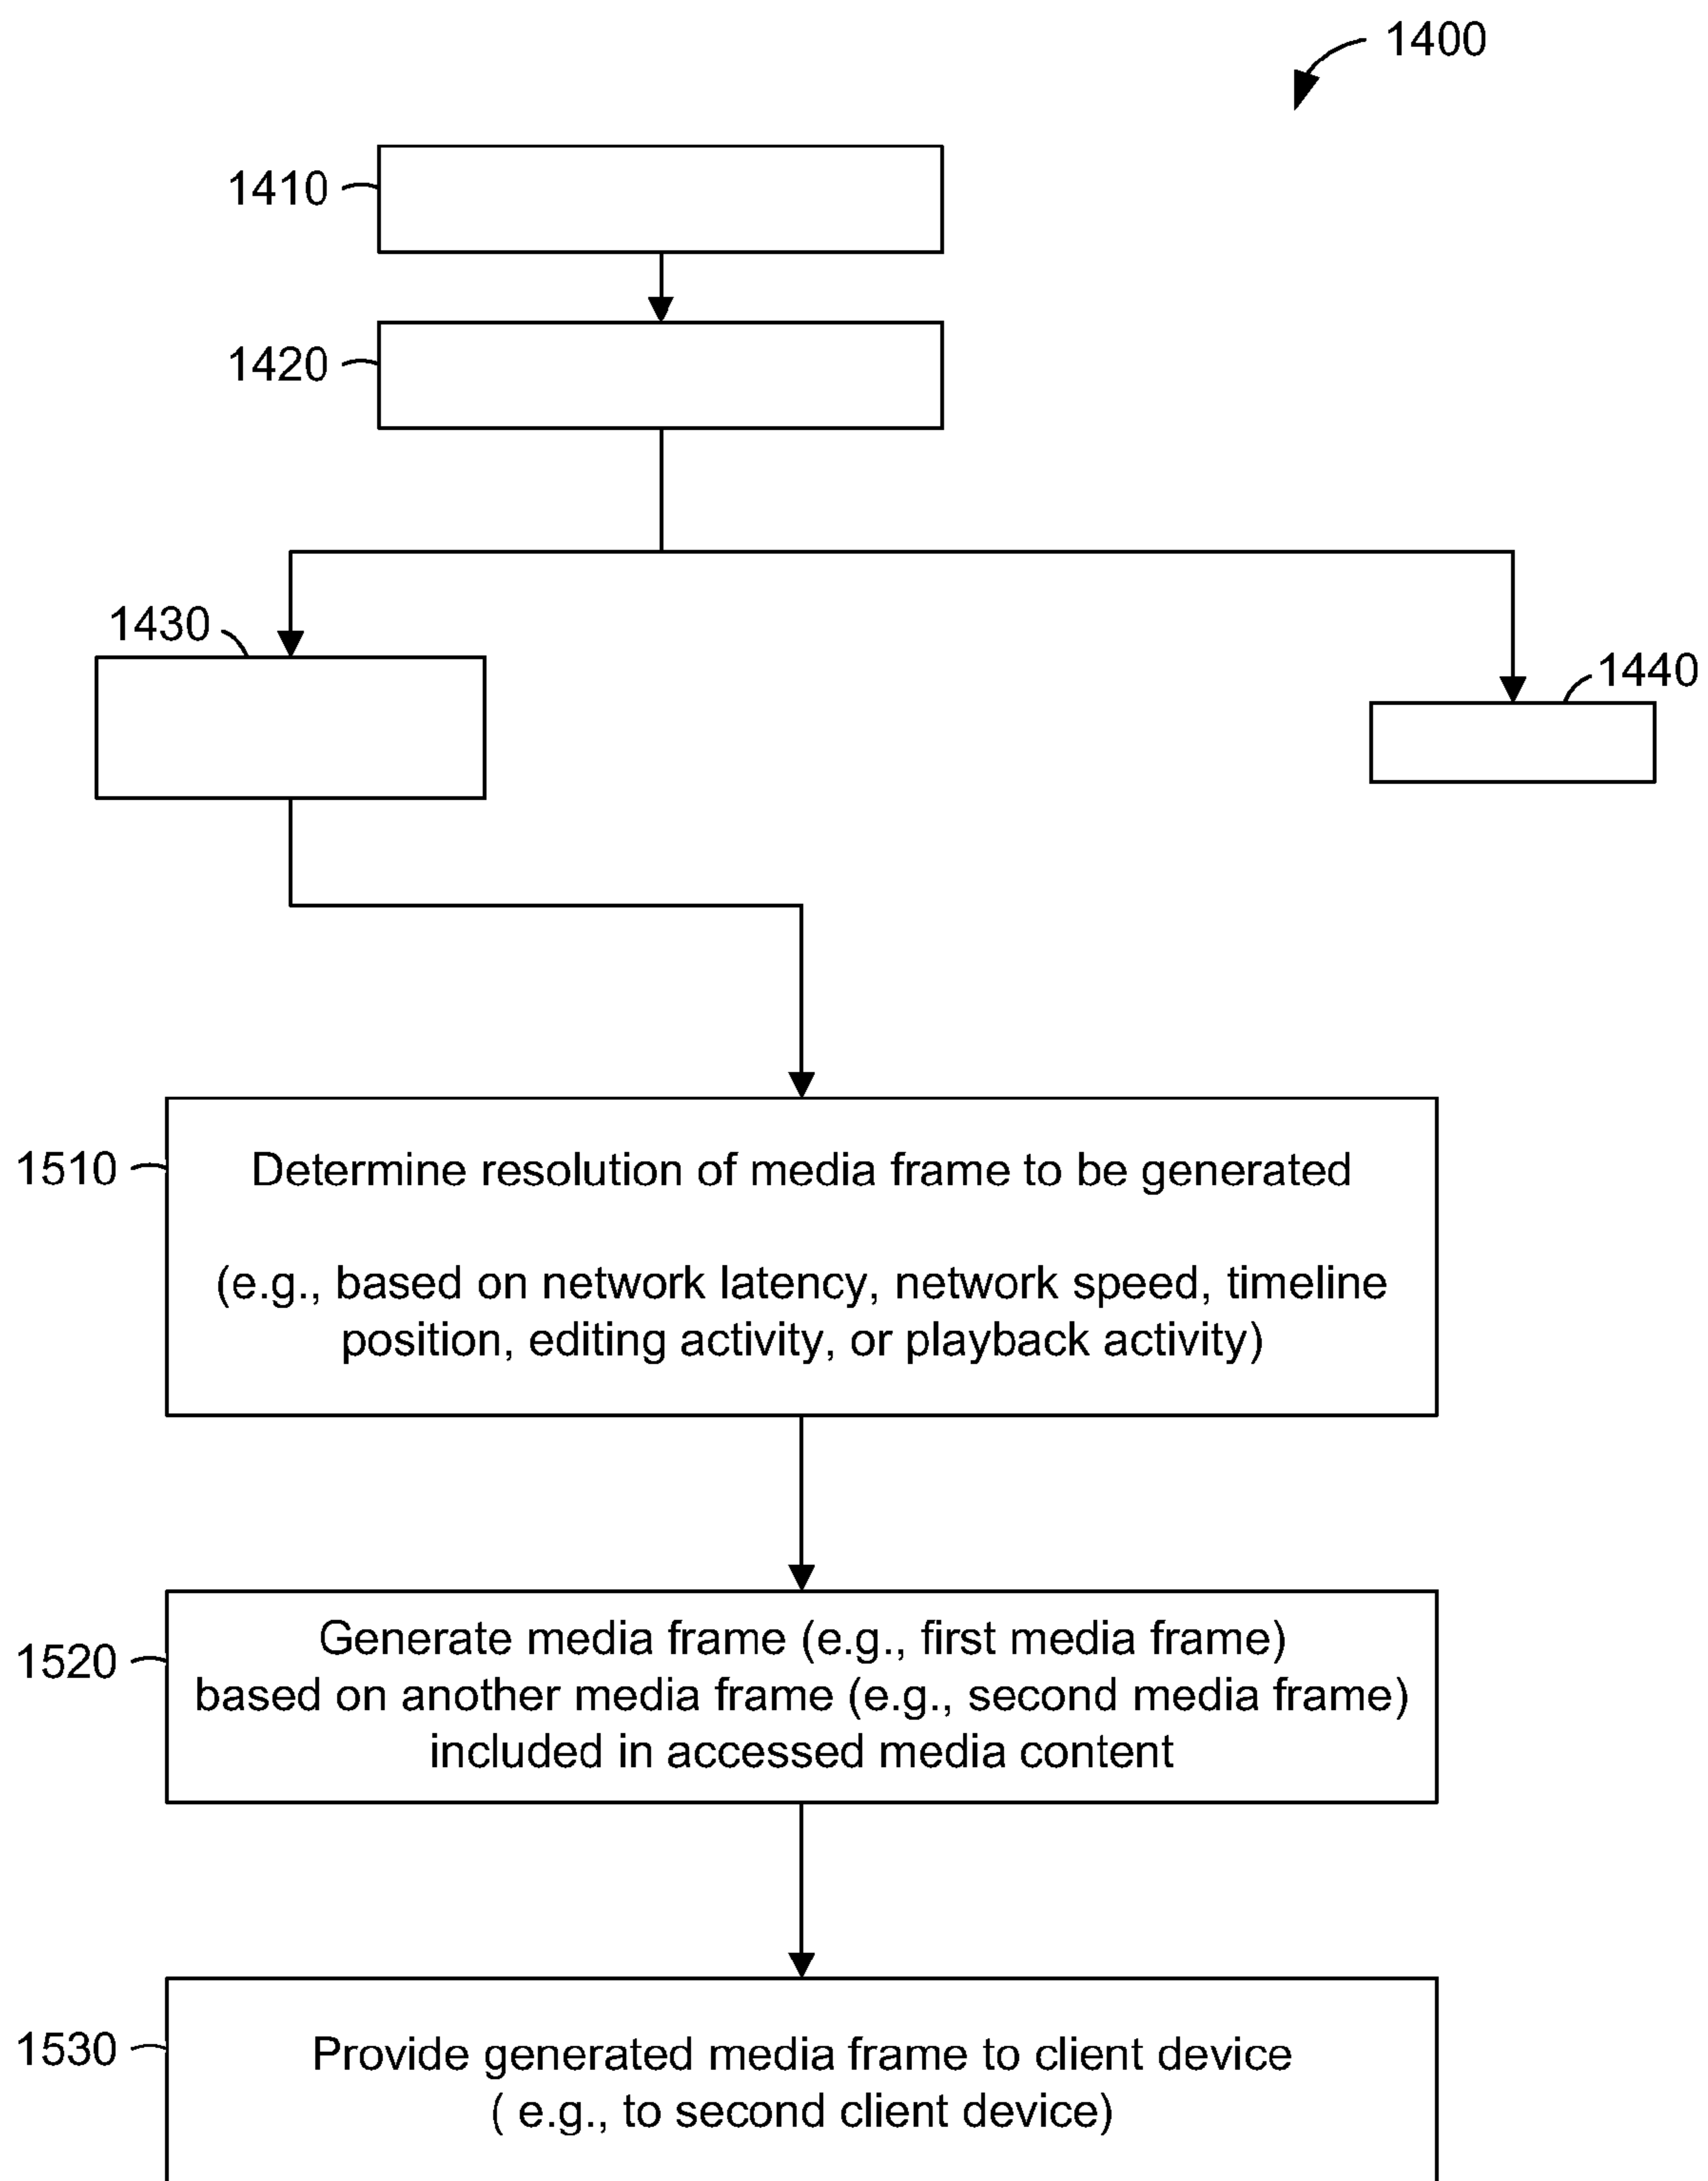 1400
1410
1420
1430
1440
1510
Determine resolution of media frame to be generated
(e.g., based on network latency, network speed, timeline
position, editing activity, or playback activity)
1520
Generate media frame (e.g., first media frame)
based on another media frame (e.g., second media frame)
included in accessed media content
1530
Provide generated media frame to client device
( e.g., to second client device)